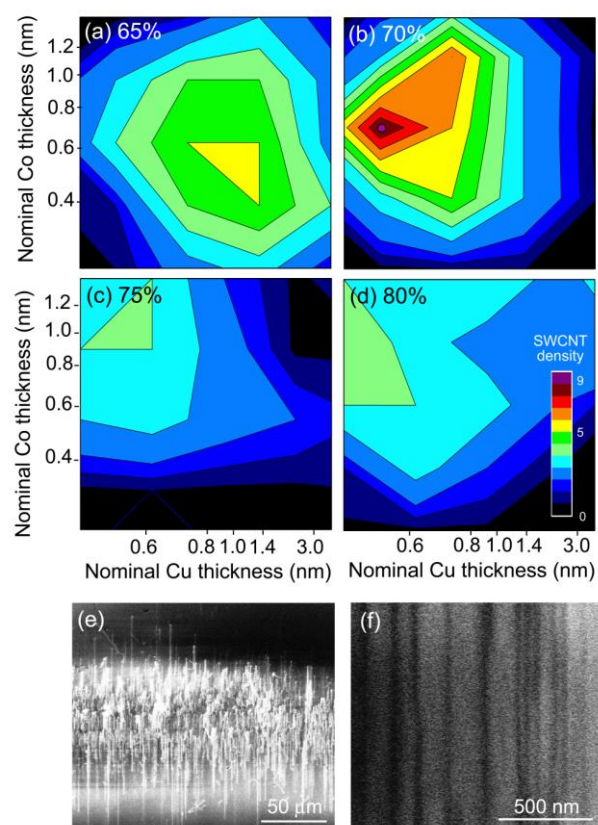 (a) 65%
(b) 70%
Nominal Co thickness (nm)
1.2
1.0
0.8
0.6
0.4
(c) 75%
(d) 80%
Nominal Co thickness (nm)
1.2
1.0
0.8
0.6
0.4
SWCNT
density
9
5
0
0.6 0.8 1.0 1.4 3.0
0.6 0.8 1.0 1.4 3.0
Nominal Cu thickness (nm)
Nominal Cu thickness (nm)
(e)
50 μm
(f)
500 nm